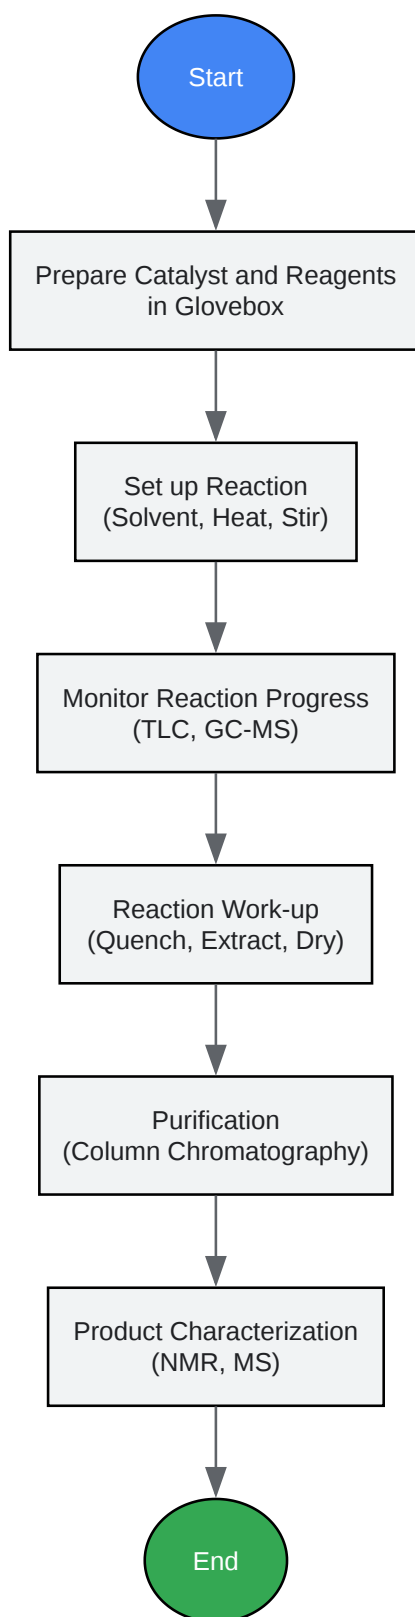 Start
Prepare Catalyst and Reagents
in Glovebox
Set up Reaction
(Solvent, Heat, Stir)
Monitor Reaction Progress
(TLC, GC-MS)
Reaction Work-up
(Quench, Extract, Dry)
Purification
(Column Chromatography)
Product Characterization
(NMR, MS)
End